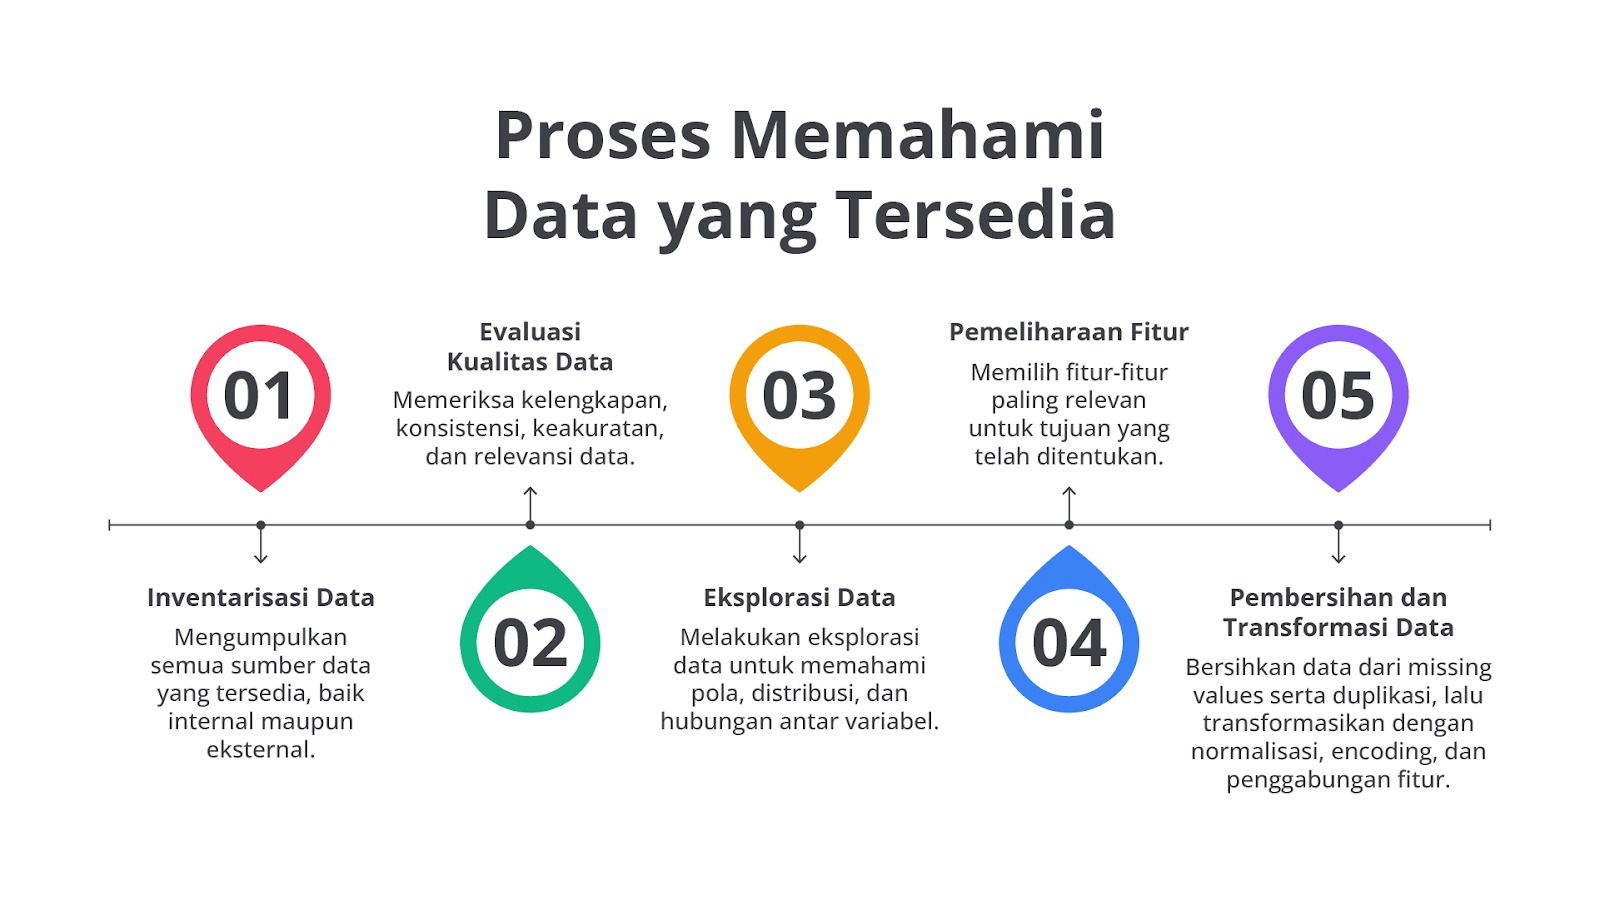 Proses Memahami
Data yang Tersedia
01
Inventarisasi Data
Mengumpulkan
semua sumber data
yang tersedia, baik
internal maupun
eksternal.
Evaluasi
Kualitas Data
Memeriksa kelengkapan,
konsistensi, keakuratan,
dan relevansi data.
02
03
Eksplorasi Data
Melakukan eksplorasi
data untuk memahami
pola, distribusi, dan
hubungan antar variabel.
Pemeliharaan Fitur
Memilih fitur-fitur
paling relevan
untuk tujuan yang
telah ditentukan.
04
05
Pembersihan dan
Transformasi Data
Bersihkan data dari missing
values serta duplikasi, lalu
transformasikan dengan
normalisasi, encoding, dan
penggabungan fitur.